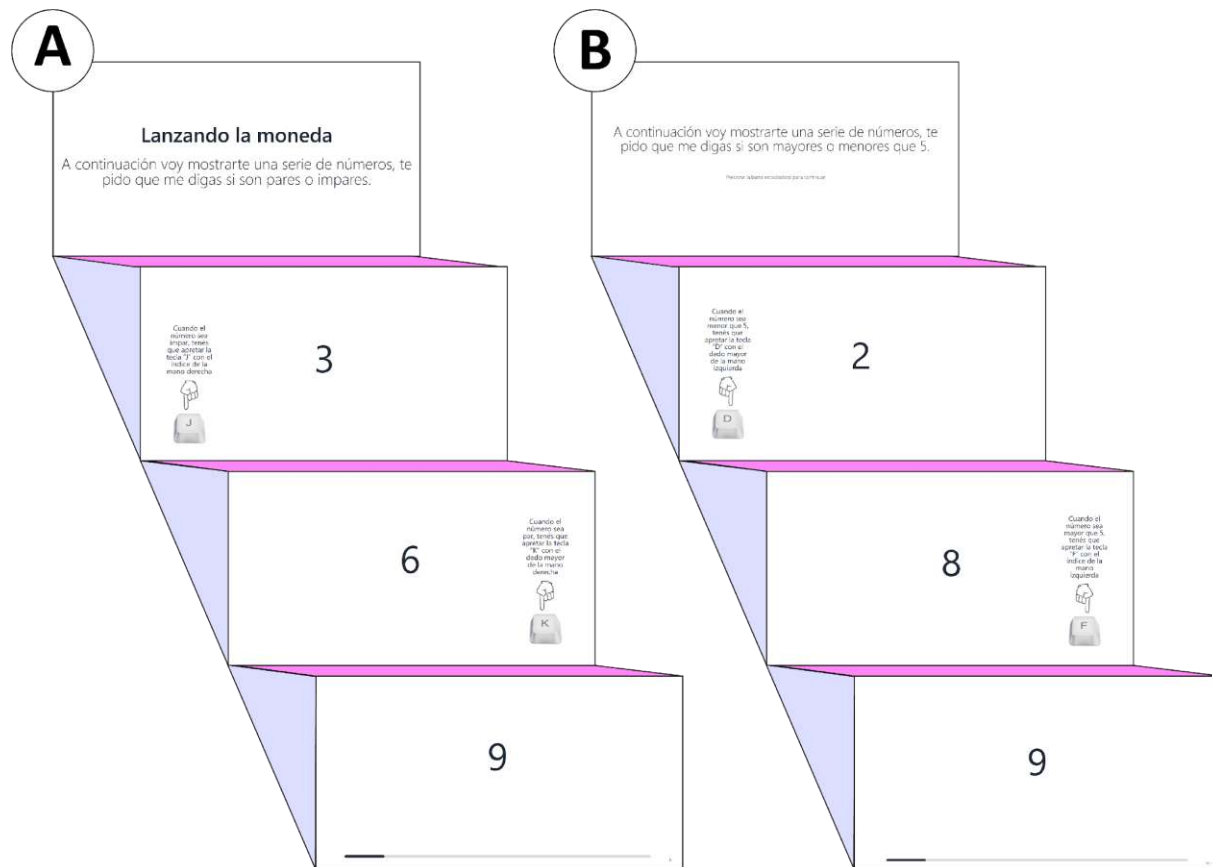 A
Lanzando la moneda
A continuación voy mostrarte una serie de números, te
pido que me digas si son pares o impares.
Cuando el
número sea
impar, tenés
que apretar la
tecla "J" con el
índice de la
mano derecha
J
3
6
Cuando el
número sea
par, tenés que
apretar la tecla
"K" con el
dedo mayor
de la mano
derecha
K
9
B
A continuación voy mostrarte una serie de números, te
pido que me digas si son mayores o menores que 5.
para continuar
Cuando el
número sea
menor que 5,
tenés que
apretar la tecla
"D" con el
dedo mayor
de la mano
izquierda
D
2
8
Cuando el
número sea
mayor que 5,
tenés que
apretar la tecla
"F" con el
índice de la
mano
izquierda
F
9